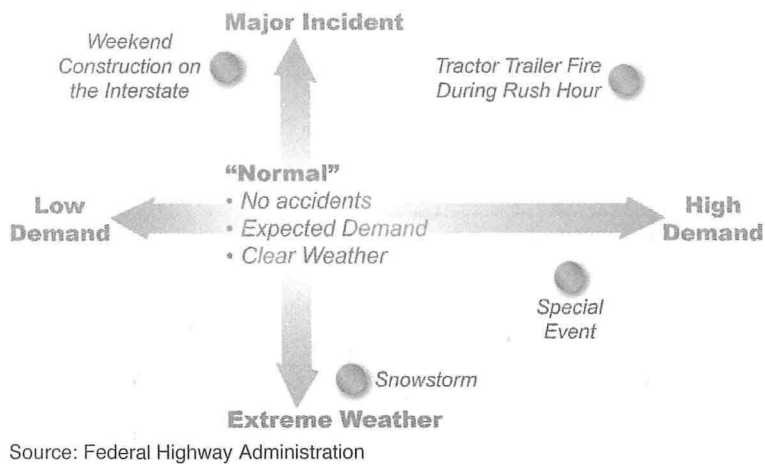 Major Incident
Weekend
Construction on
the Interstate
Tractor Trailer Fire
During Rush Hour
"Normal"
• No accidents
• Expected Demand
• Clear Weather
Low
Demand
High
Demand
Special
Event
Snowstorm
Extreme Weather
Source: Federal Highway Administration